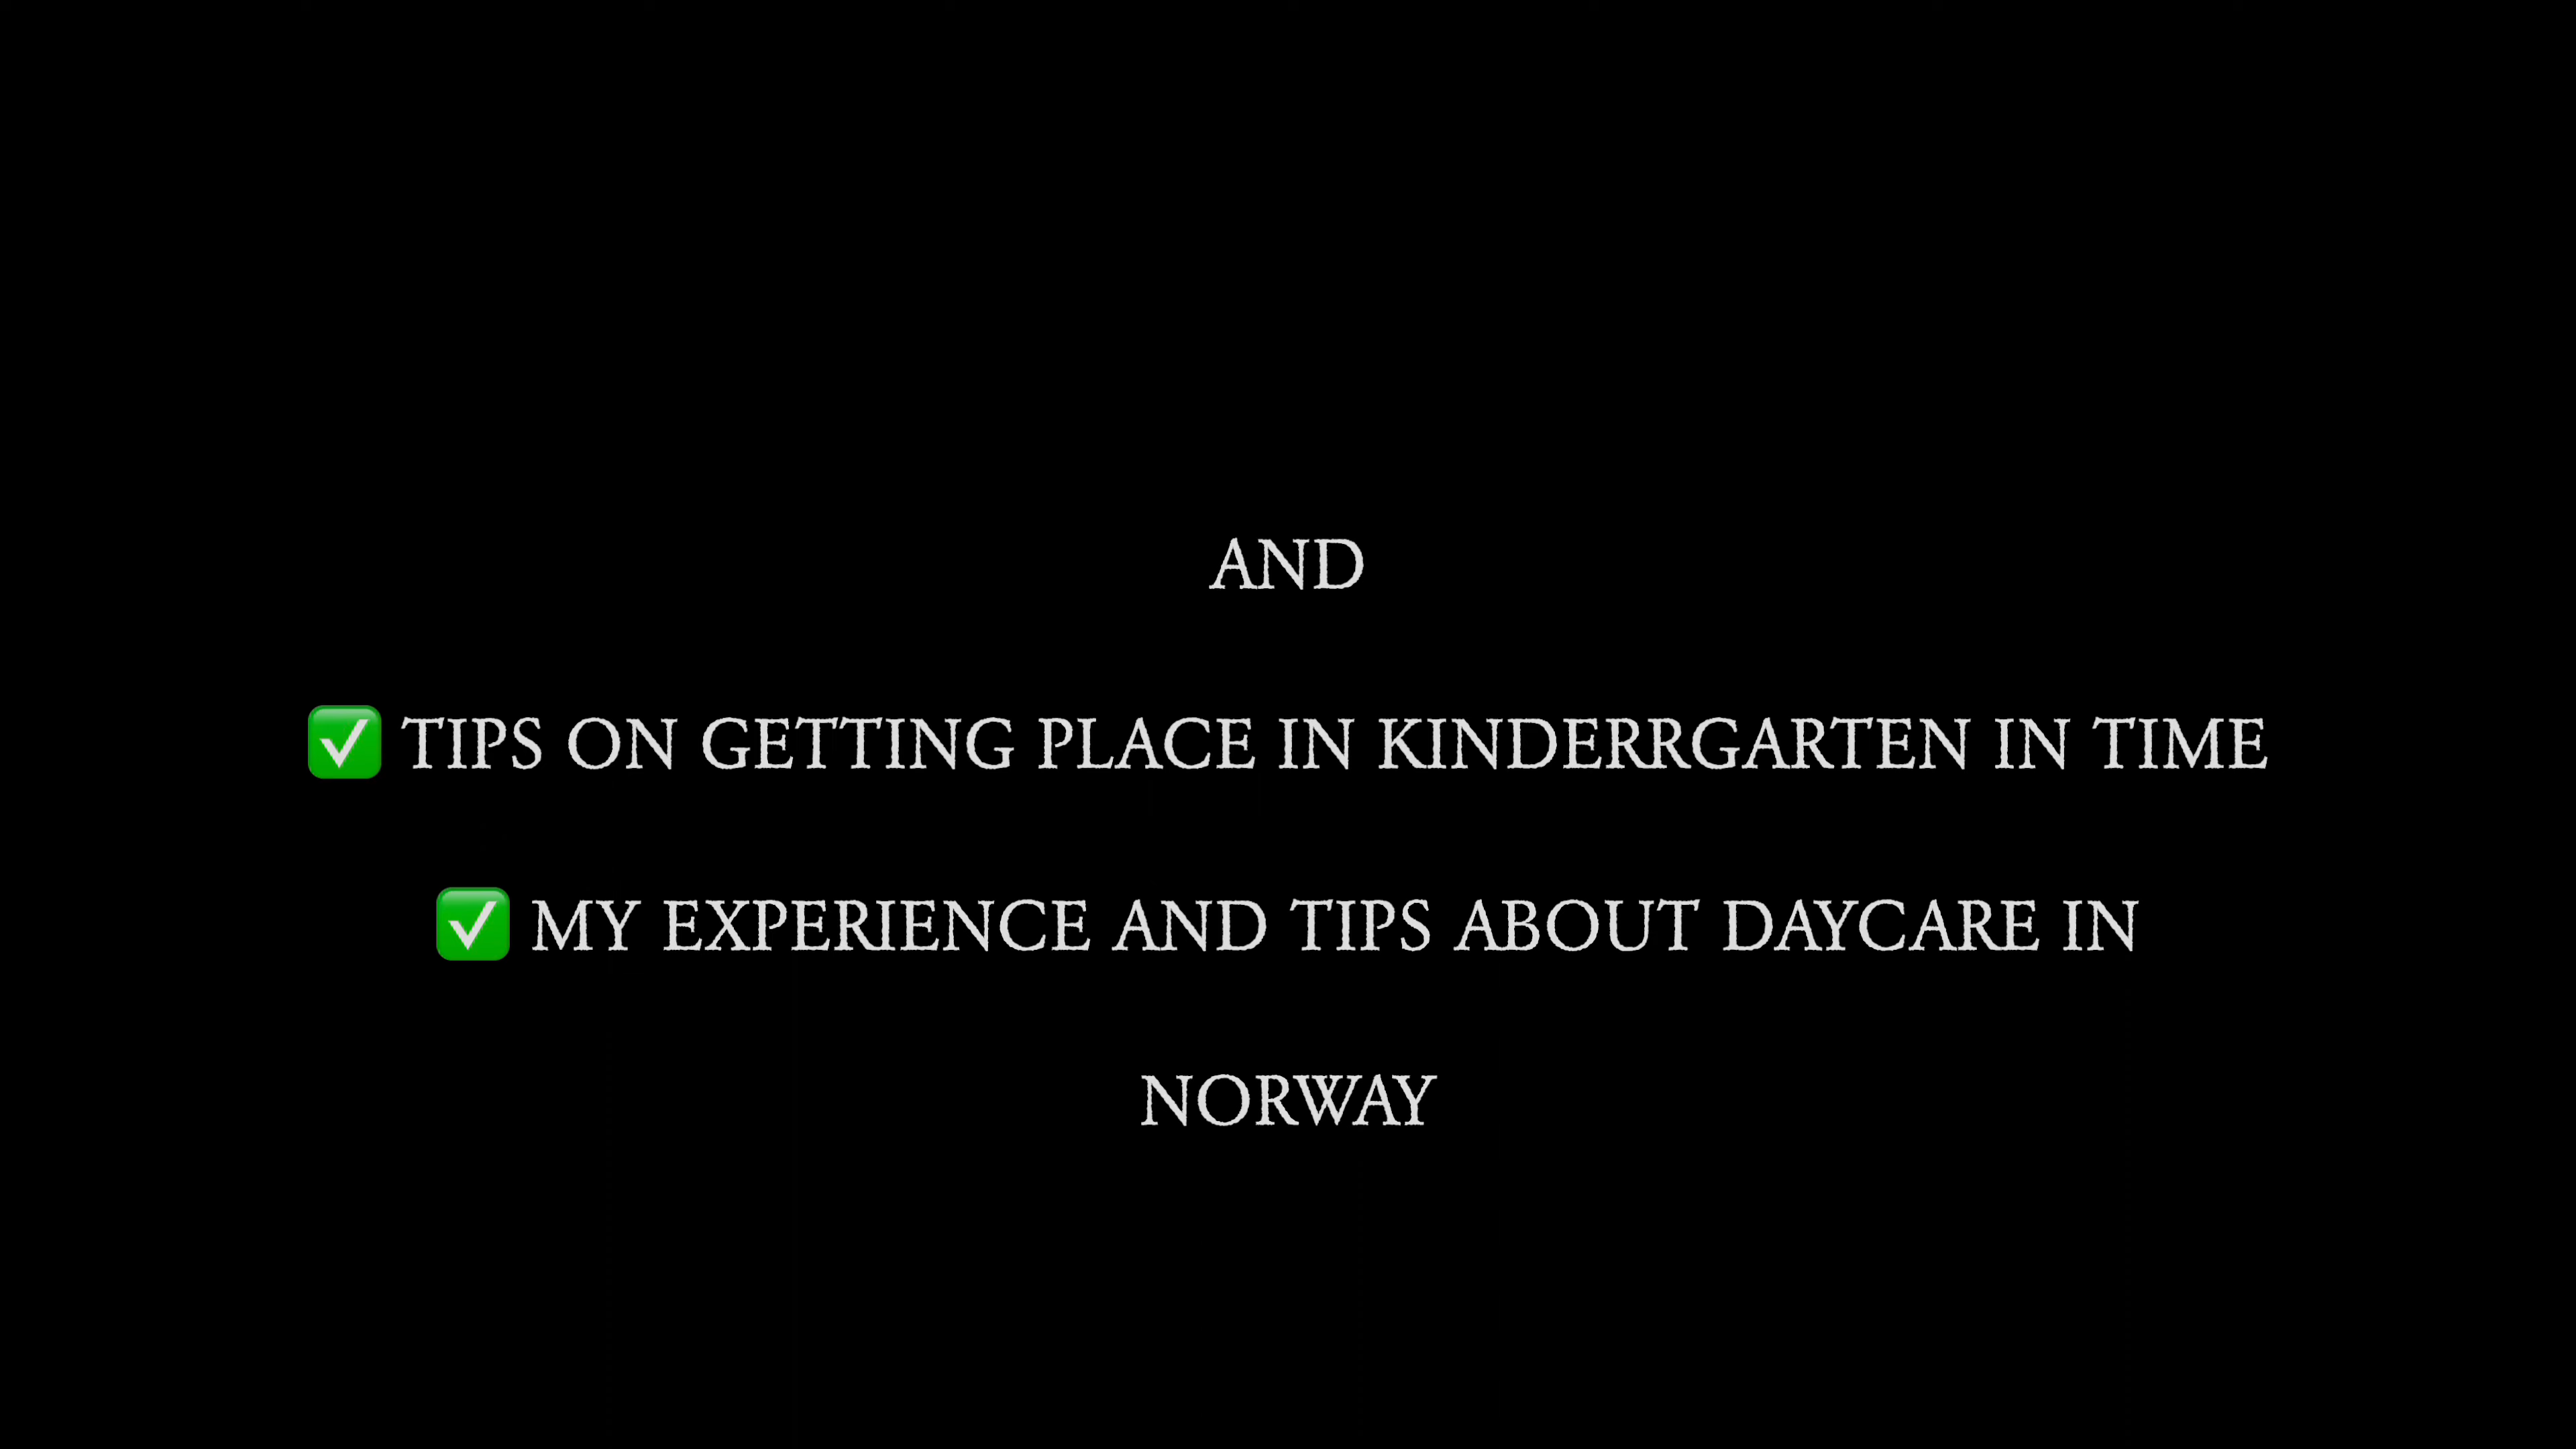 AND
✅ TIPS ON GETTING PLACE IN KINDERRGARTEN IN TIME
✅ MY EXPERIENCE AND TIPS ABOUT DAYCARE IN
NORWAY